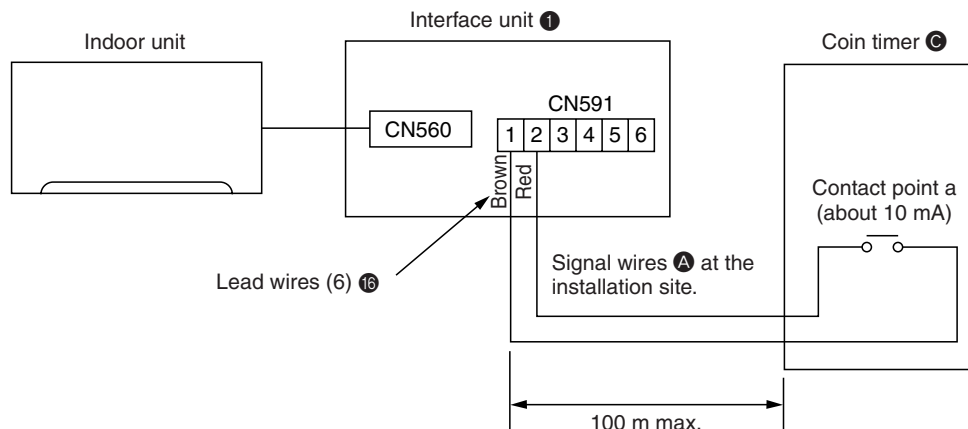 Interface unit ❶
Indoor unit
Coin timer Ⓒ
CN591
CN560
1 2 3 4 5 6
Brown
Red
Contact point a
(about 10 mA)
Lead wires (6) ⓰
Signal wires Ⓐ at the
installation site.
100 m max.